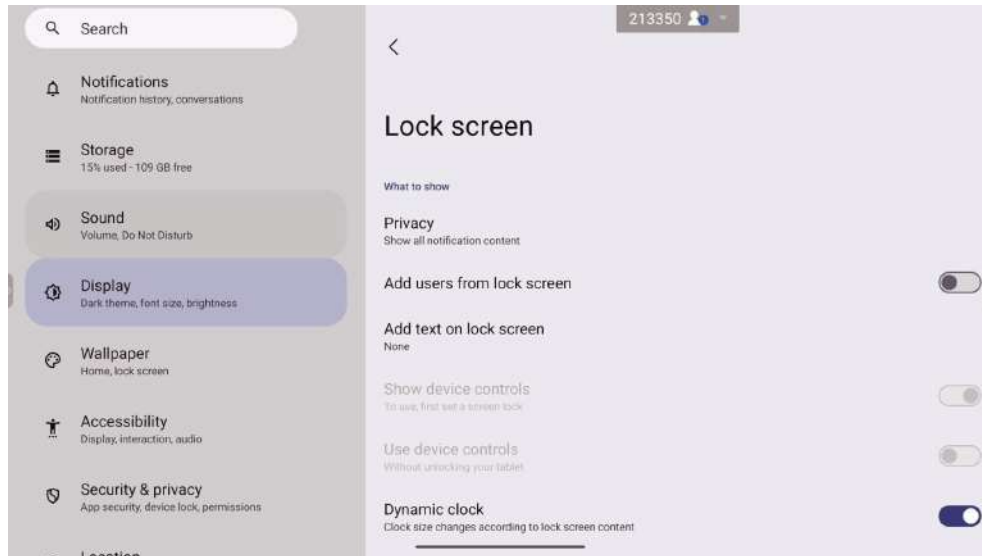 Search
Notifications
Notification history, conversations
Storage
15% used - 109 GB free
Sound
Volume, Do Not Disturb
Display
Dark theme, font size, brightness
Wallpaper
Home, lock screen
Accessibility
Display, interaction, audio
Security & privacy
App security, device lock, permissions
Location
213350
Lock screen
What to show
Privacy
Show all notification content
Add users from lock screen
Add text on lock screen
None
Show device controls
To use, first set a screen lock
Use device controls
Without unlocking your tablet
Dynamic clock
Clock size changes according to lock screen content